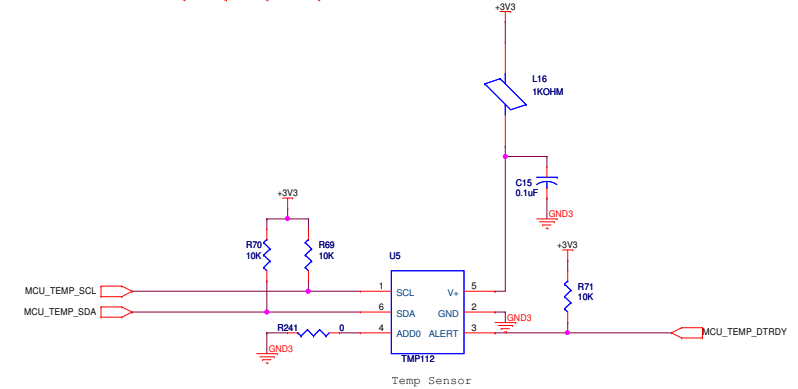 +3V3
L16
1KOHM
C15
0.1uF
GND3
+3V3
+3V3
R70
10K
R69
10K
U5
R71
10K
MCU_TEMP_SCL
1 SCL V+ 5
MCU_TEMP_SDA
6 SDA GND 2
GND3
R241 0
4 ADD0 ALERT 3
MCU_TEMP_DTRDY
GND3
TMP112
Temp Sensor